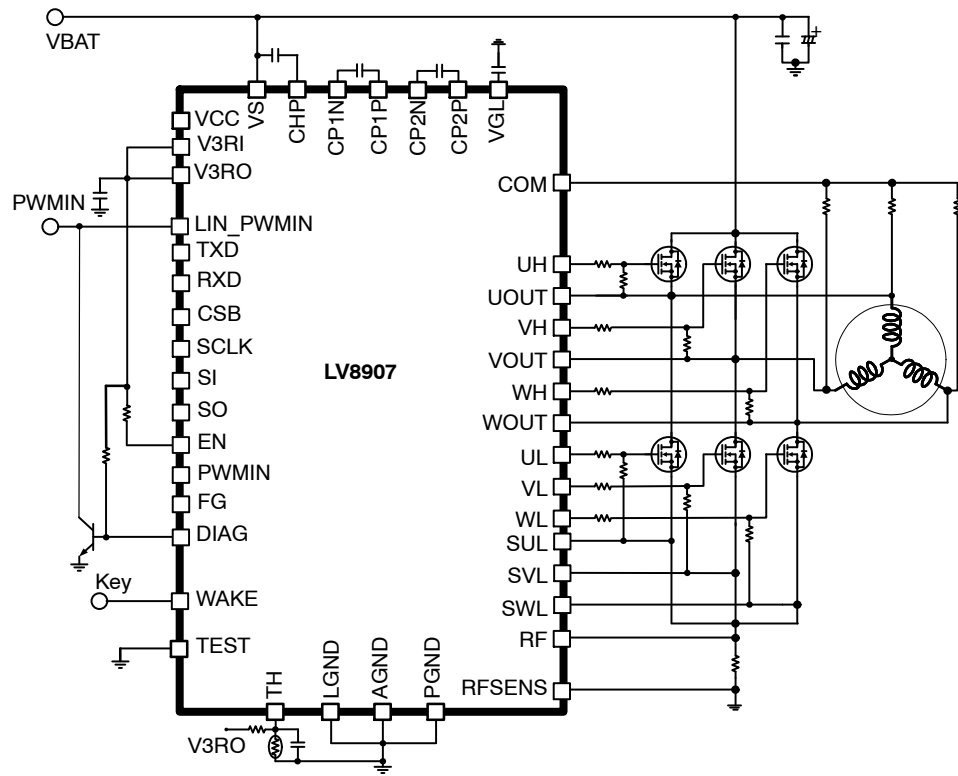 VBAT
VS
CHP
CP1N
CP1P
CP2N
CP2P
VGL
VCC
V3RI
V3RO
PWMIN
LIN_PWMIN
TXD
RXD
CSB
SCLK
SI
SO
EN
PWMIN
FG
DIAG
Key
WAKE
TEST
LV8907
COM
UH
UOUT
VH
VOUT
WH
WOUT
UL
VL
WL
SUL
SVL
SWL
RF
RFSENS
TH
LGND
AGND
PGND
V3RO
+